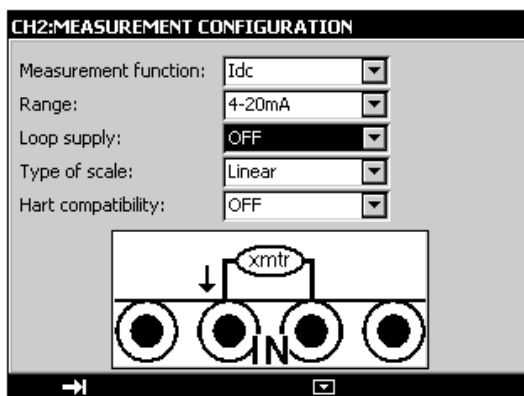 CH2:MEASUREMENT CONFIGURATION
Measurement function: Idc
Range: 4-20mA
Loop supply: OFF
Type of scale: Linear
Hart compatibility: OFF
xmtr
IN